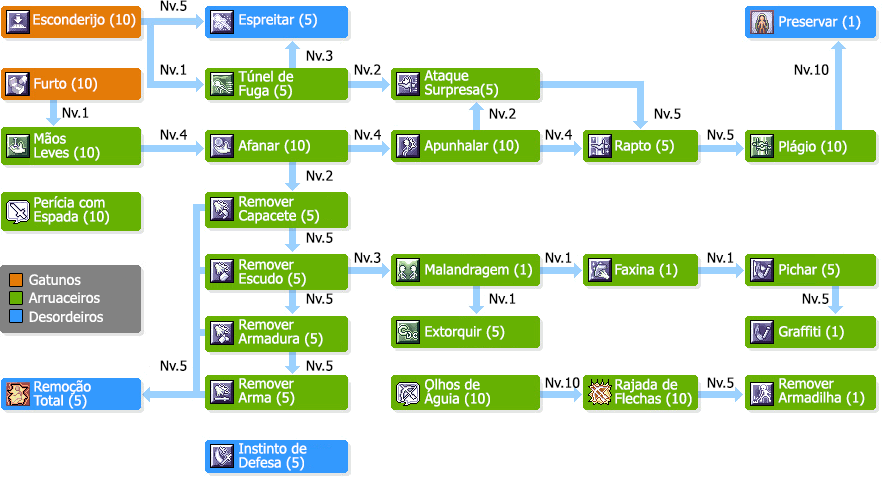 Nv.5
Esconderijo (10)
Espreitar (5)
Preservar (1)
Nv.3
Nv.1
Nv.2
Nv.10
Furto (10)
Túnel de
Fuga (5)
Ataque
Surpresa(5)
Nv.1
Nv.2
Nv.5
Mãos
Leves (10)
Nv.4
Afanar (10)
Nv.4
Apunhalar (10)
Nv.4
Rapto (5)
Nv.5
Plágio (10)
Nv.2
Perícia com
Espada (10)
Remover
Capacete (5)
Nv.5
Remover
Escudo (5)
Nv.3
Malandragem (1)
Nv.1
Faxina (1)
Nv.1
Pichar (5)
Gatunos
Arruaceiros
Desordeiros
Nv.5
Nv.1
Nv.5
Remover
Armadura (5)
Extorquir (5)
Graffiti (1)
Nv.5
Nv.5
Remoção
Total (5)
Remover
Arma (5)
Olhos de
Águia (10)
Nv.10
Rajada de
Flechas (10)
Nv.5
Remover
Armadilha (1)
Instinto de
Defesa (5)